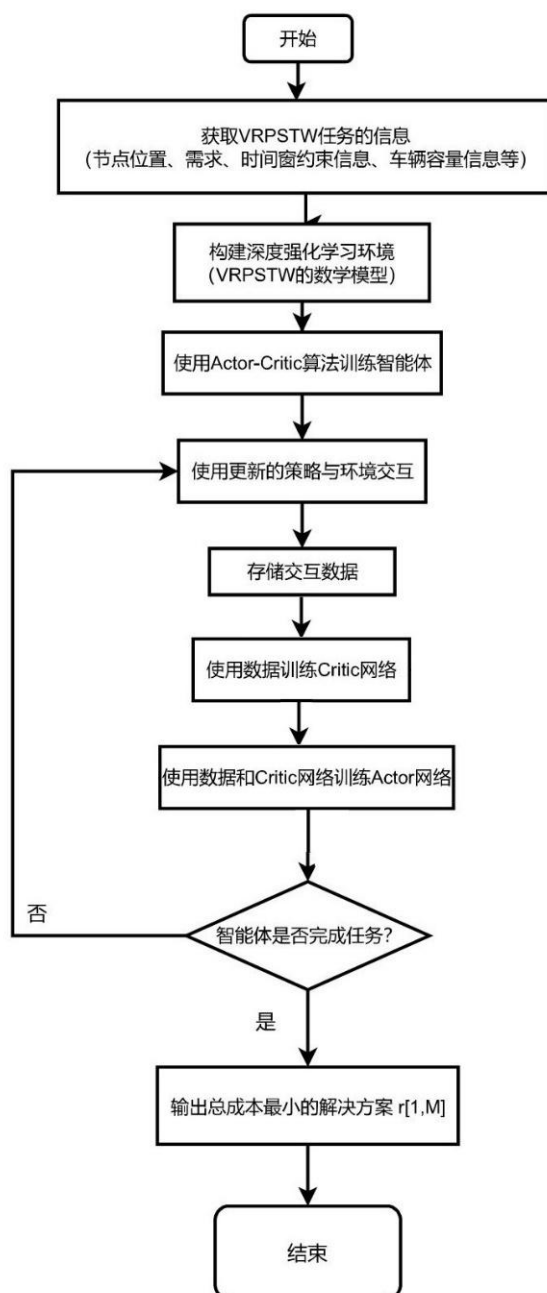 开始
获取VRPSTW任务的信息
（节点位置、需求、时间窗约束信息、车辆容量信息等）
构建深度强化学习环境
（VRPSTW的数学模型）
使用Actor-Critic算法训练智能体
使用更新的策略与环境交互
存储交互数据
使用数据训练Critic网络
使用数据和Critic网络训练Actor网络
否
智能体是否完成任务？
是
输出总成本最小的解决方案 r[1,M]
结束